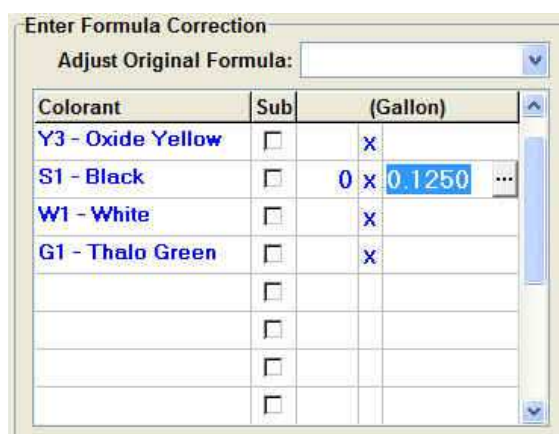 Enter Formula Correction
Adjust Original Formula:
Colorant Sub (Gallon)
Y3 - Oxide Yellow x
S1 - Black 0 x 0.1250 ...
W1 - White x
G1 - Thalo Green x